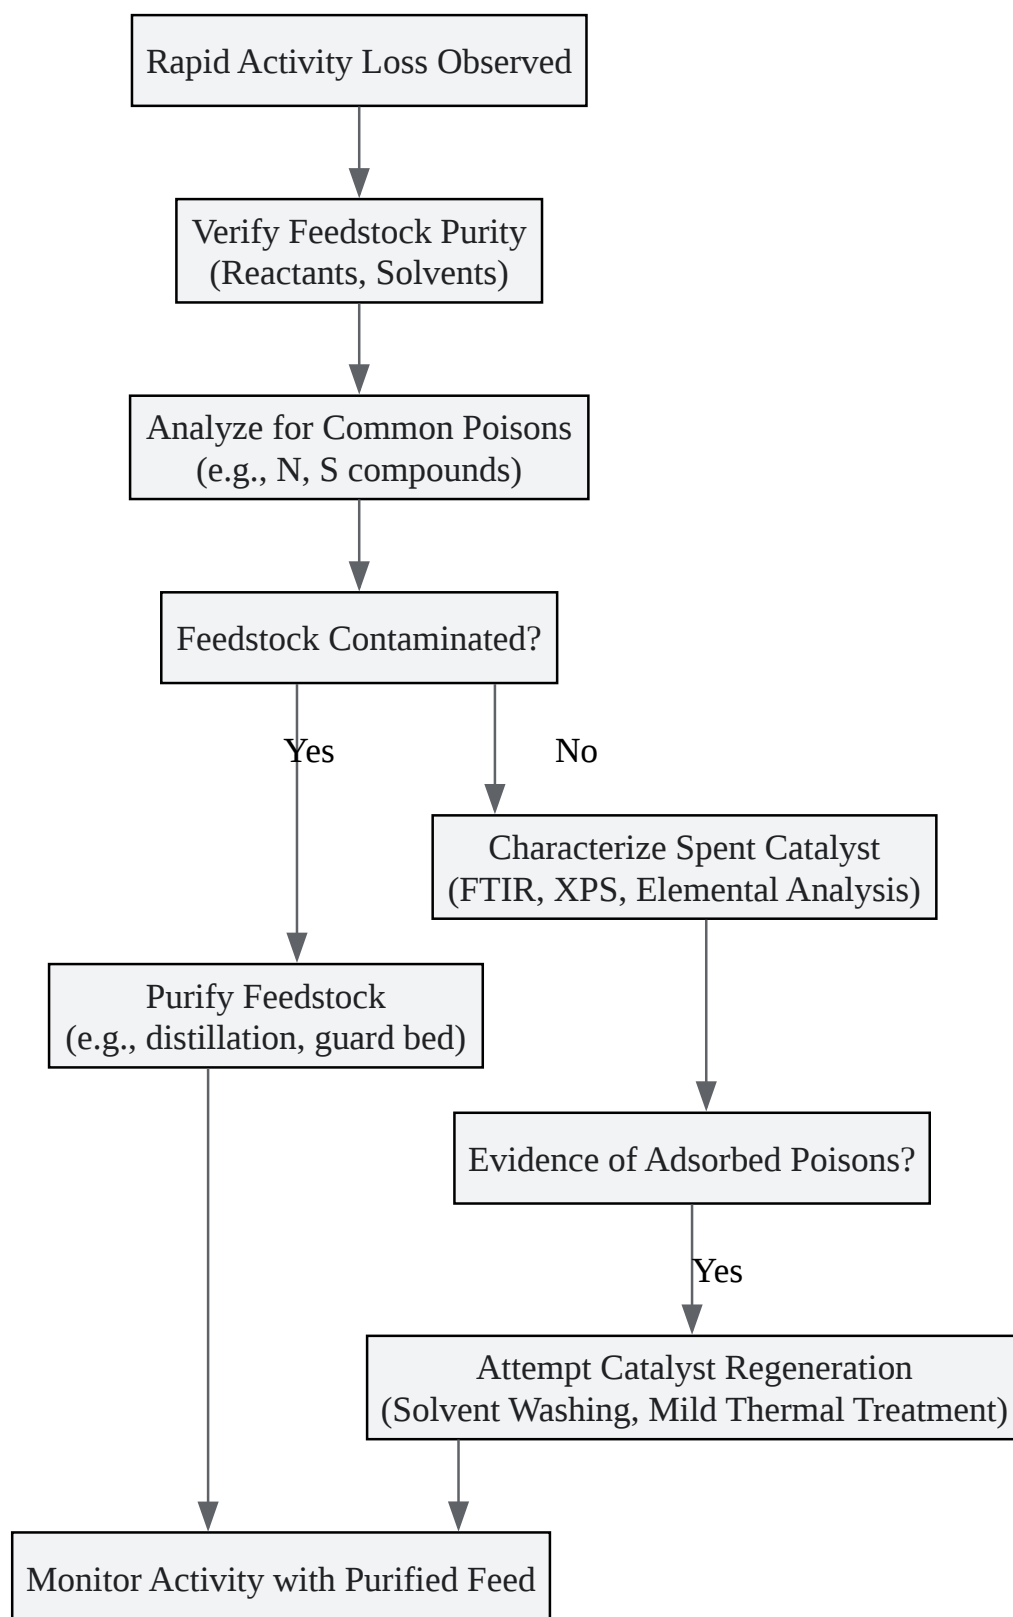 Rapid Activity Loss Observed
Verify Feedstock Purity
(Reactants, Solvents)
Analyze for Common Poisons
(e.g., N, S compounds)
Feedstock Contaminated?
Yes
No
Characterize Spent Catalyst
(FTIR, XPS, Elemental Analysis)
Purify Feedstock
(e.g., distillation, guard bed)
Evidence of Adsorbed Poisons?
Yes
Attempt Catalyst Regeneration
(Solvent Washing, Mild Thermal Treatment)
Monitor Activity with Purified Feed